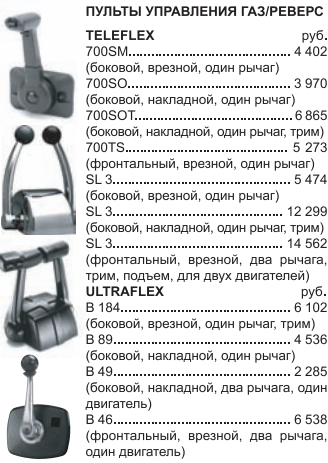 ПУЛЬТЫ УПРАВЛЕНИЯ ГАЗ/РЕВЕРС
TELEFLEX руб.
700SM................................ 4 402
(боковой, врезной, один рычаг)
700SO................................ 3 970
(боковой, накладной, один рычаг)
700SOT............................... 6 865
(боковой, накладной, один рычаг, трим)
700TS................................ 5 273
(фронтальный, врезной, один рычаг)
SL 3................................. 5 474
(боковой, врезной, один рычаг)
SL 3................................. 12 299
(боковой, накладной, один рычаг, трим)
SL 3................................. 14 562
(фронтальный, врезной, два рычага,
трим, подъем, для двух двигателей)
ULTRAFLEX руб.
B 184................................ 6 102
(боковой, врезной, один рычаг, трим)
B 89................................. 4 536
(боковой, накладной, один рычаг)
B 49................................. 2 285
(боковой, накладной, два рычага, один
двигатель)
B 46................................. 6 538
(фронтальный, врезной, два рычага,
один двигатель)